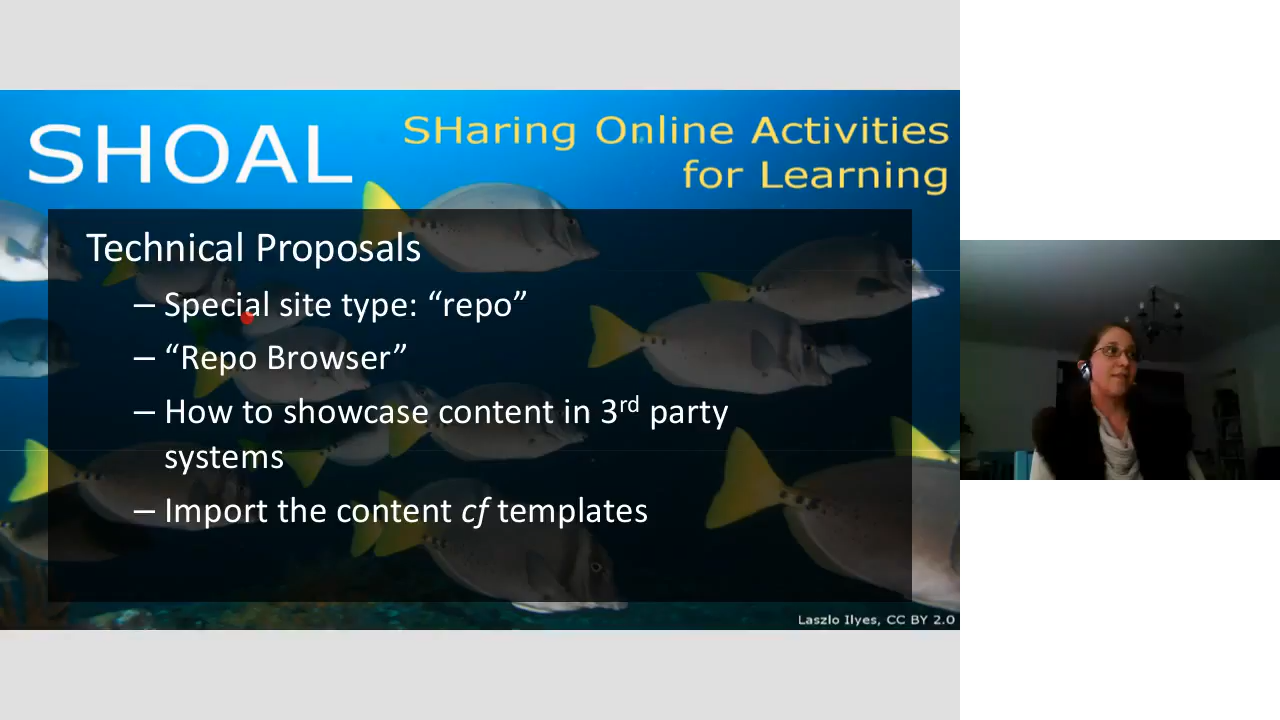 SHOAL
SHaring Online Activities
for Learning
Technical Proposals
– Special site type: “repo”
– “Repo Browser”
– How to showcase content in 3rd party
systems
– Import the content cf templates
Laszlo Ilyes, CC BY 2.0